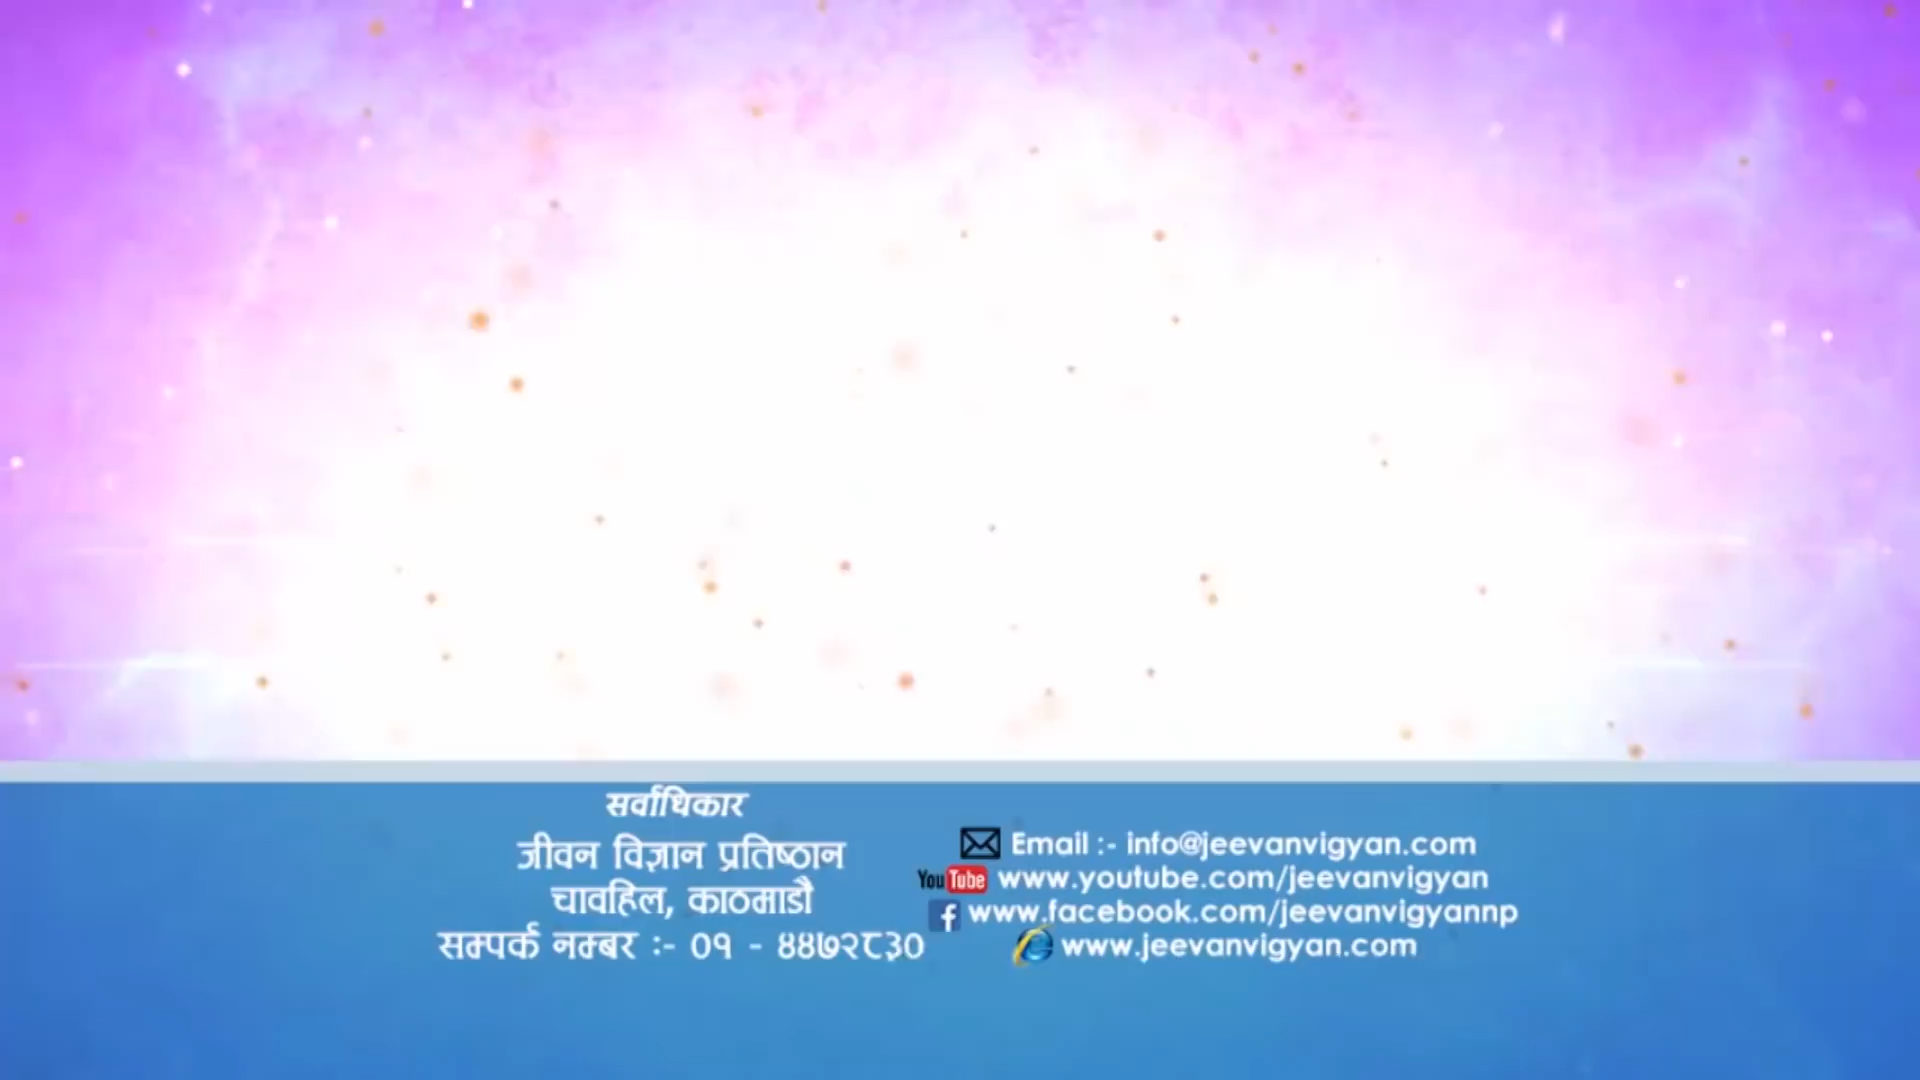 सर्वाधिकार
जीवन विज्ञान प्रतिष्ठान
चावहिल, काठमाडौ
सम्पर्क नम्बर :- ०१ - ४४७२८३०
Email :- info@jeevanvigyan.com
YouTube www.youtube.com/jeevanvigyan
f www.facebook.com/jeevanvigyannp
www.jeevanvigyan.com